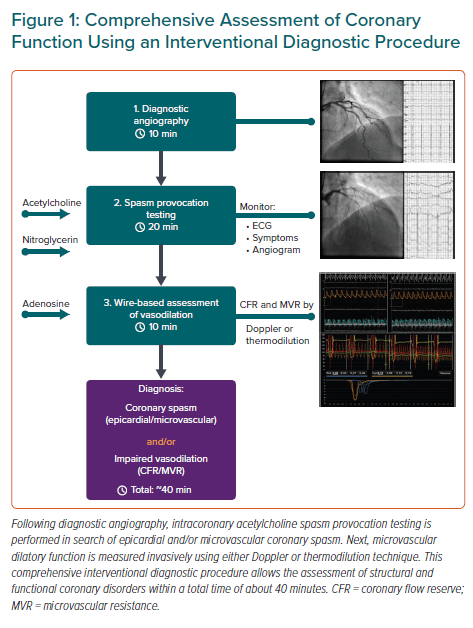 Figure 1: Comprehensive Assessment of Coronary
Function Using an Interventional Diagnostic Procedure
1. Diagnostic
angiography
10 min
Acetylcholine
Nitroglycerin
2. Spasm provocation
testing
20 min
Monitor:
• ECG
• Symptoms
• Angiogram
Adenosine
3. Wire-based assessment
of vasodilation
10 min
CFR and MVR by
Doppler or
thermodilution
Diagnosis:
Coronary spasm
(epicardial/microvascular)
and/or
Impaired vasodilation
(CFR/MVR)
Total: ~40 min
Following diagnostic angiography, intracoronary acetylcholine spasm provocation testing is
performed in search of epicardial and/or microvascular coronary spasm. Next, microvascular
dilatory function is measured invasively using either Doppler or thermodilution technique. This
comprehensive interventional diagnostic procedure allows the assessment of structural and
functional coronary disorders within a total time of about 40 minutes. CFR = coronary flow reserve;
MVR = microvascular resistance.